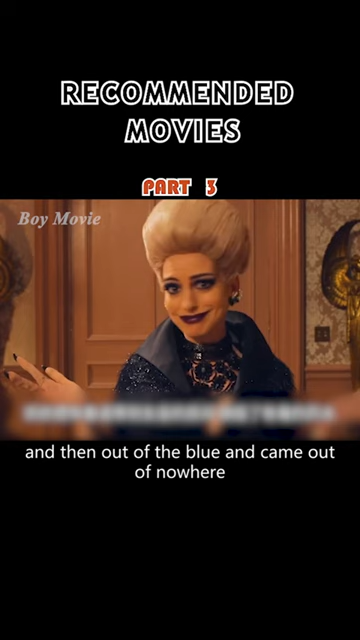 RECOMMENDED
MOVIES
PART 3
Boy Movie
and then out of the blue and came out
of nowhere